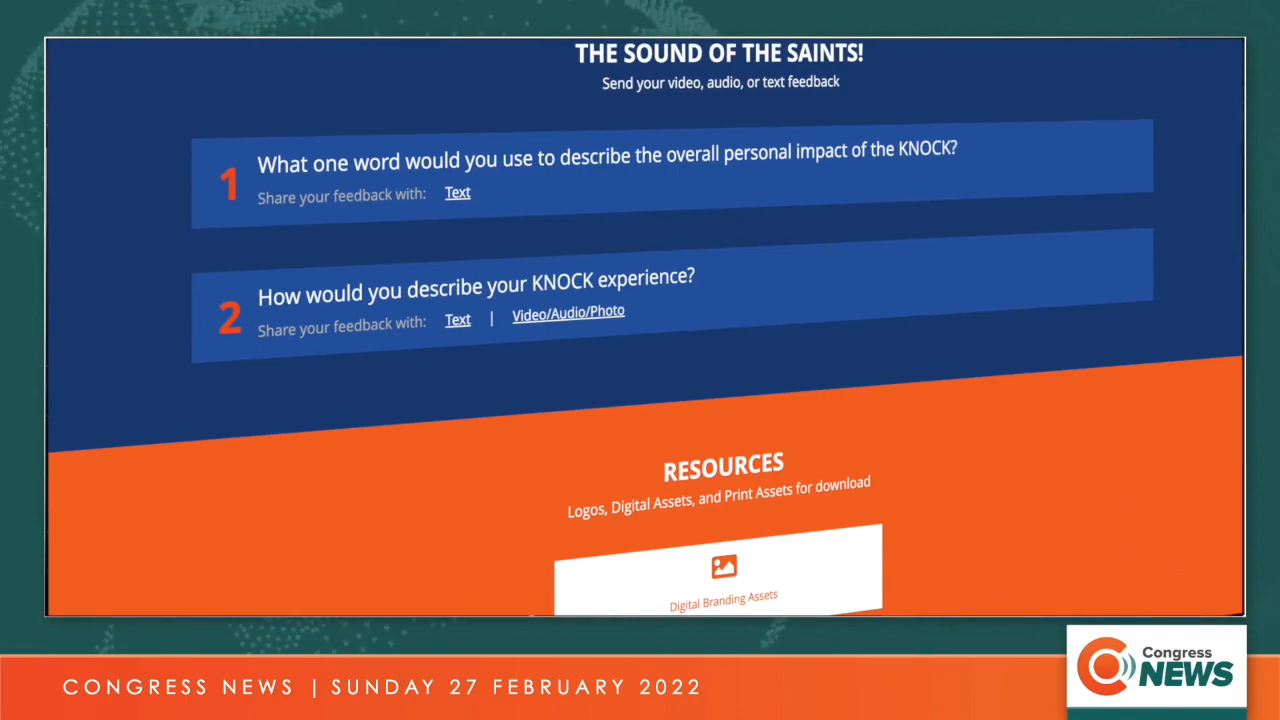 THE SOUND OF THE SAINTS!
Send your video, audio, or text feedback
1
What one word would you use to describe the overall personal impact of the KNOCK?
Share your feedback with: Text
2
How would you describe your KNOCK experience?
Share your feedback with: Text | Video/Audio/Photo
RESOURCES
Logos, Digital Assets, and Print Assets for download
Digital Branding Assets
CONGRESS NEWS | SUNDAY 27 FEBRUARY 2022
Congress
NEWS